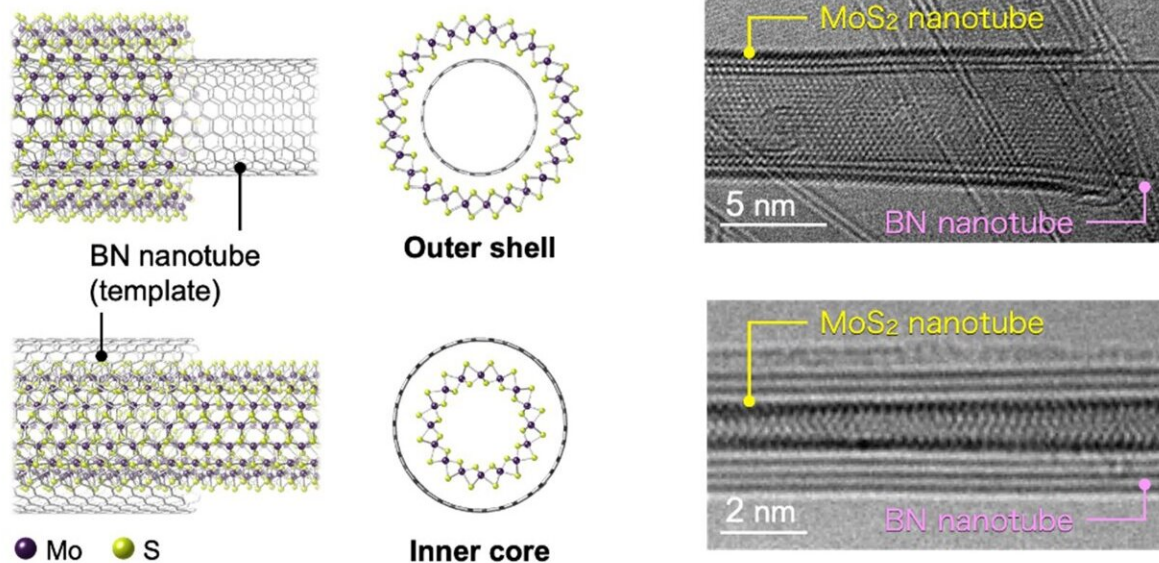 BN nanotube
(template)
Outer shell
Mo
S
Inner core
MoS₂ nanotube
5 nm
BN nanotube
MoS₂ nanotube
2 nm
BN nanotube